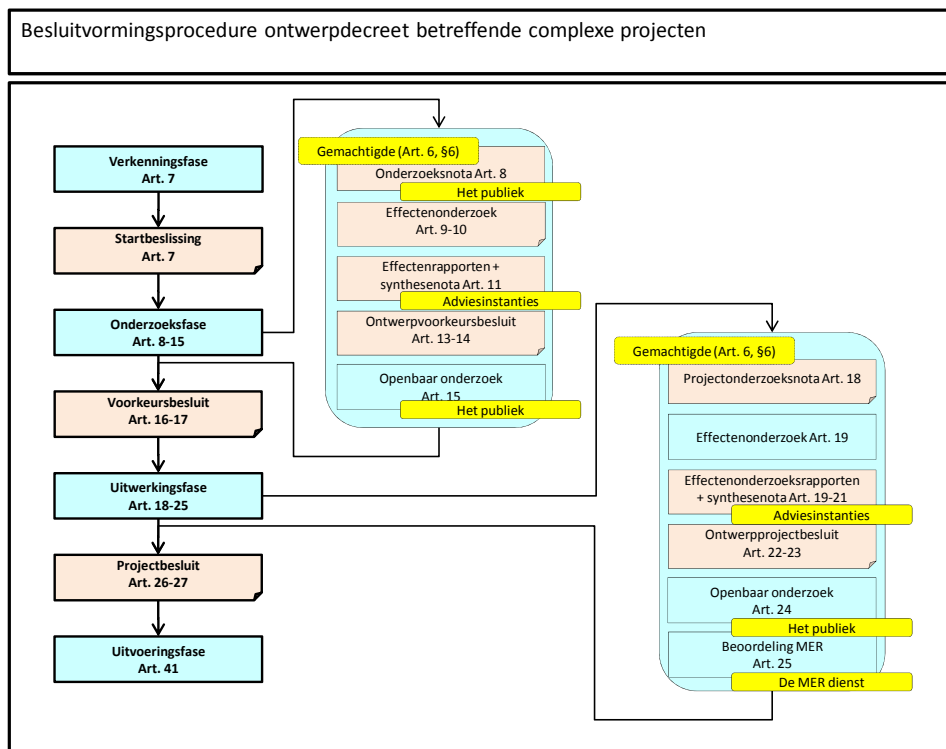 Besluitvormingsprocedure ontwerpdecreet betreffende complexe projecten
Verkenningsfase
Art. 7
Startbeslissing
Art. 7
Onderzoeksfase
Art. 8-15
Voorkeursbesluit
Art. 16-17
Uitwerkingsfase
Art. 18-25
Projectbesluit
Art. 26-27
Uitvoeringsfase
Art. 41
Gemachtigde (Art. 6, §6)
Onderzoeksnota Art. 8
Het publiek
Effectenonderzoek
Art. 9-10
Effectenrapporten +
synthesenota Art. 11
Adviesinstanties
Ontwerpvoorkeursbesluit
Art. 13-14
Openbaar onderzoek
Art. 15
Het publiek
Gemachtigde (Art. 6, §6)
Projectonderzoeksnota Art. 18
Effectenonderzoek Art. 19
Effectenonderzoeksrapporten
+ synthesenota Art. 19-21
Adviesinstanties
Ontwerpprojectbesluit
Art. 22-23
Openbaar onderzoek
Art. 24
Het publiek
Beoordeling MER
Art. 25
De MER dienst